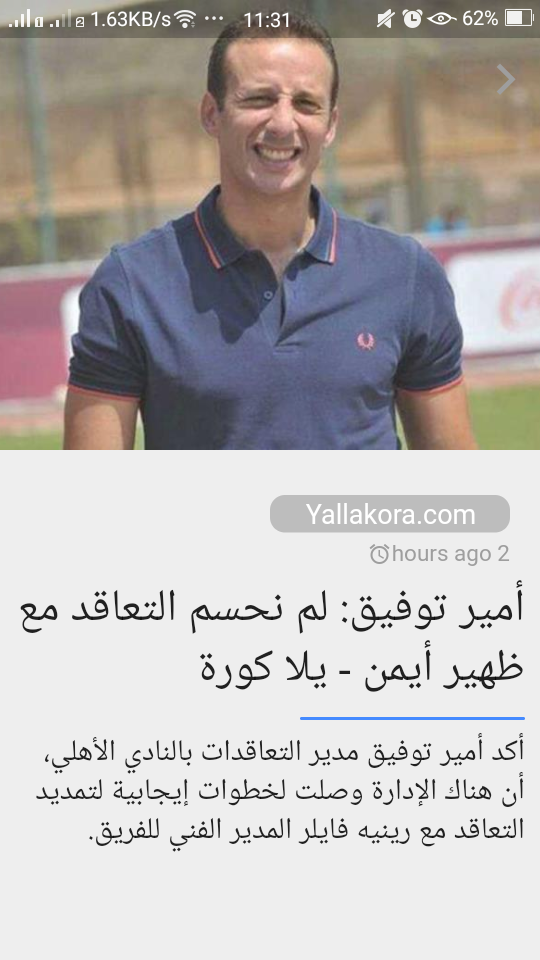 1.63KB/s ... 11:31 62%
Yallakora.com
hours ago 2
أمير توفيق: لم نحسم التعاقد مع
ظهير أيمن - يلا كورة
أكد أمير توفيق مدير التعاقدات بالنادي الأهلي،
أن هناك الإدارة وصلت لخطوات إيجابية لتمديد
التعاقد مع رينيه فايلر المدير الفني للفريق.